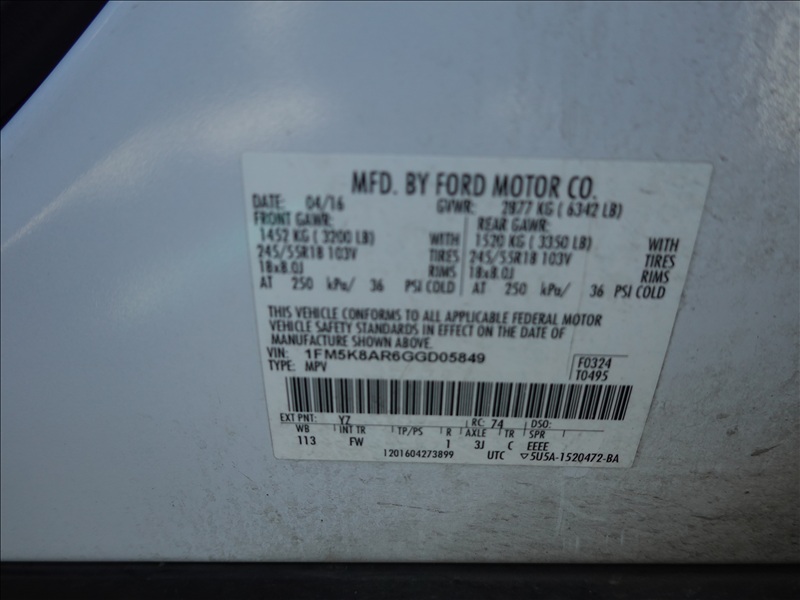 MFD. BY FORD MOTOR CO.
DATE: 04/16 GVWR: 2877 KG ( 6342 LB)
FRONT GAWR: REAR GAWR:
1452 KG ( 3200 LB) WITH 1520 KG ( 3350 LB) WITH
245/55R18 103V TIRES 245/55R18 103V TIRES
18x8.0J RIMS 18x8.0J RIMS
AT 250 kPa/ 36 PSI COLD AT 250 kPa/ 36 PSI COLD
THIS VEHICLE CONFORMS TO ALL APPLICABLE FEDERAL MOTOR
VEHICLE SAFETY STANDARDS IN EFFECT ON THE DATE OF
MANUFACTURE SHOWN ABOVE.
VIN: 1FM5K8AR6GGD05849 F0324
TYPE: MPV T0495
EXT PNT: YZ RC: 74 DSO:
WB INT TR TP/PS R AXLE TR SPR
113 FW 1 3J C EEEE
1201604273899 UTC ▽5U5A-1520472-BA